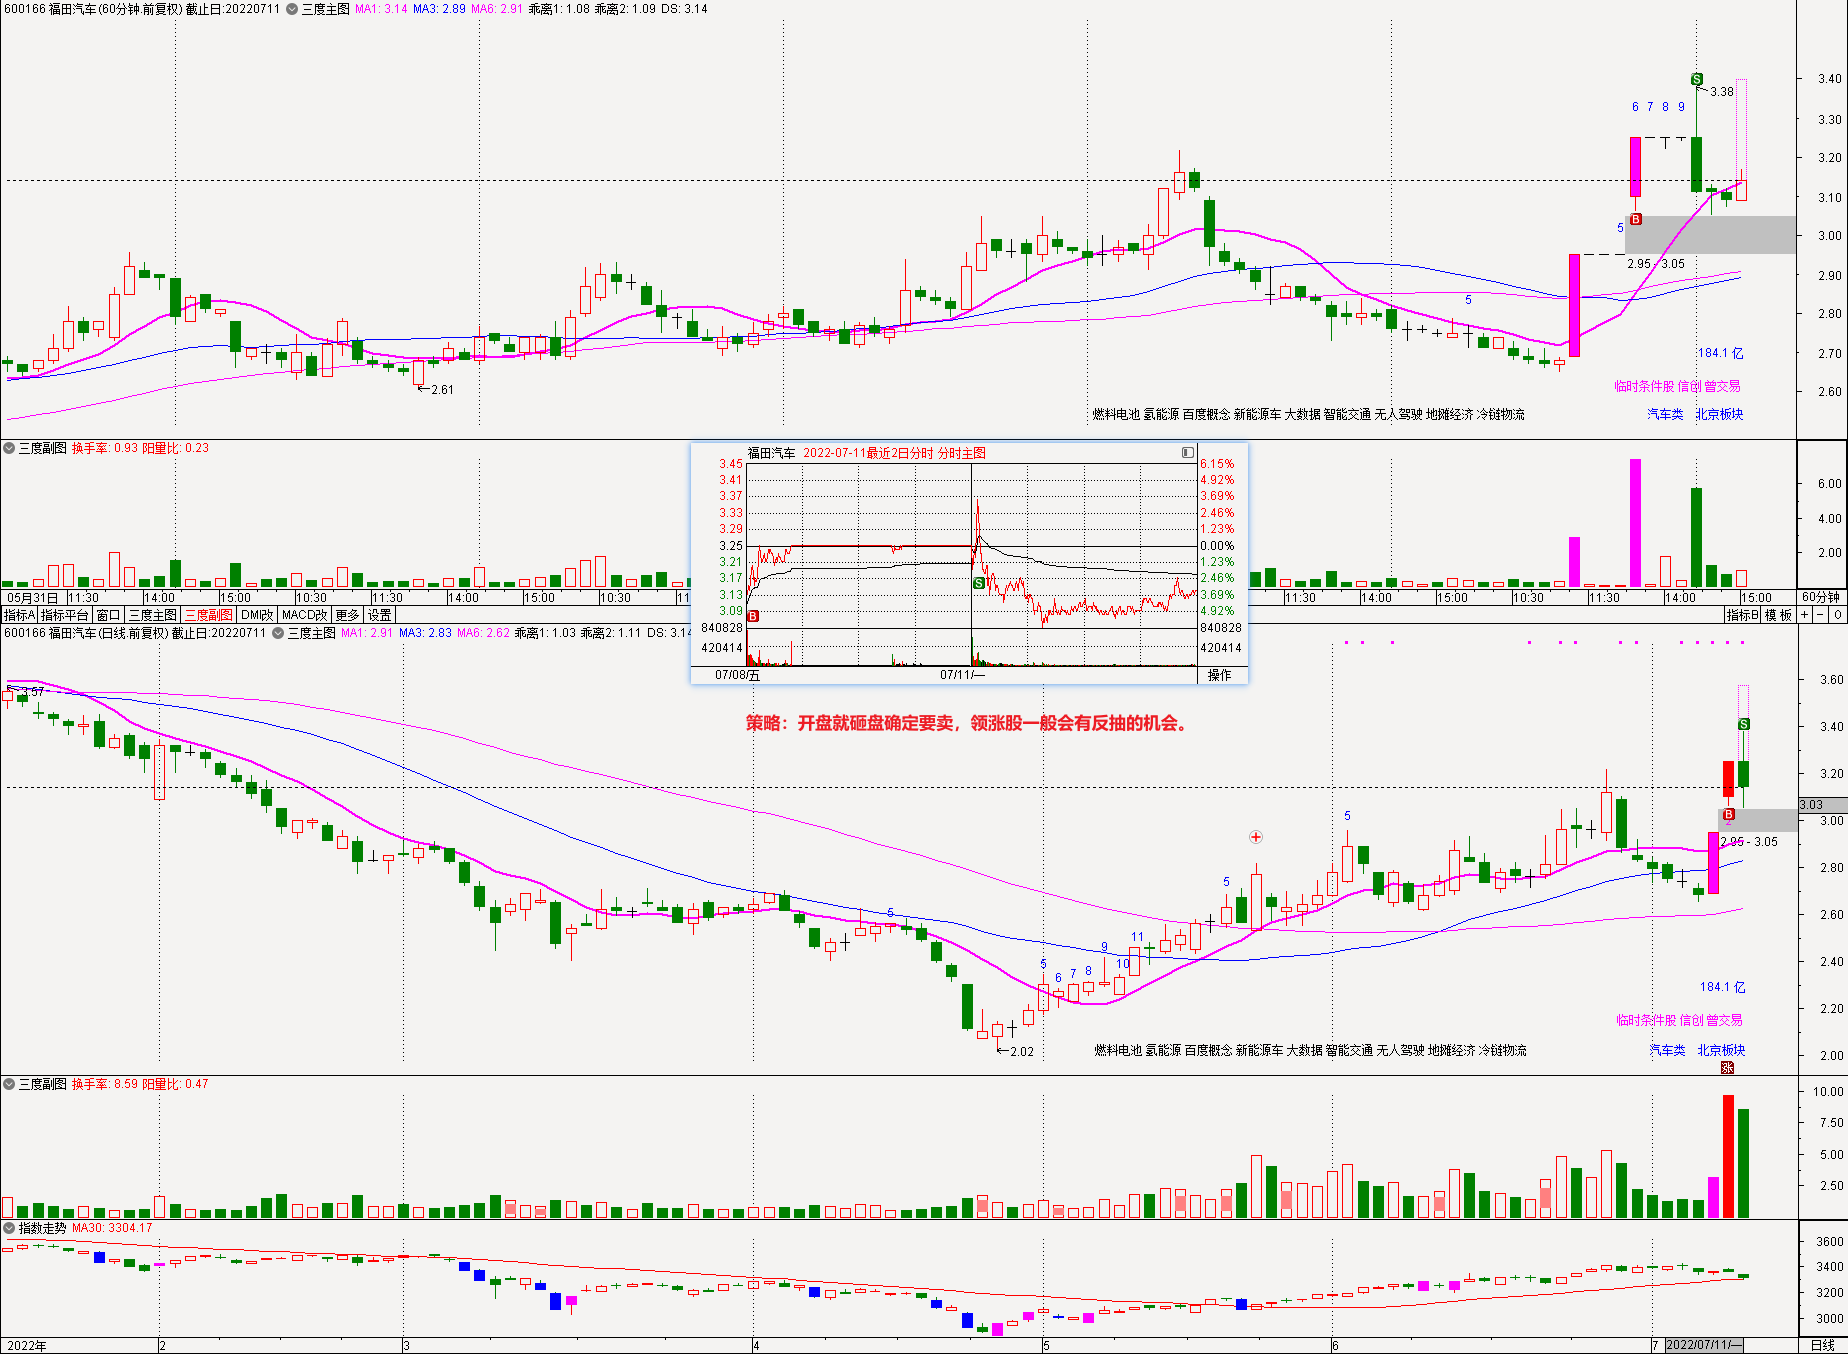 600166 福田汽车(60分钟.前复权) 截止日:20220711 三度主图 MA1: 3.14 MA3: 2.89 MA6: 2.91 乖离1: 1.08 乖离2: 1.09 DS: 3.14
3.40
S
3.38
6 7 8 9
3.30
3.20
3.10
B
5
3.00
2.95 - 3.05
2.90
5
2.80
184.1 亿
2.70
临时条件股 信创 曾交易
2.61
2.60
燃料电池 氢能源 百度概念 新能源车 大数据 智能交通 无人驾驶 地摊经济 冷链物流
汽车类 北京板块
三度副图 换手率: 0.93 阳量比: 0.23
6.00
4.00
2.00
05月31日 11:30 14:00 15:00 10:30 11:30 14:00 15:00 10:30 11 11:30 14:00 15:00 10:30 11:30 14:00 15:00 60分钟
指标A 指标平台 窗口 三度主图 三度副图 DMI改 MACD改 更多 设置 指标B 模板 + - 0
福田汽车 2022-07-11最近2日分时 分时主图
3.45 6.15%
3.41 4.92%
3.37 3.69%
3.33 2.46%
3.29 1.23%
3.25 0.00%
3.21 1.23%
3.17 S 2.46%
3.13 3.69%
3.09 B 4.92%
840828 840828
420414 420414
07/08/五 07/11/一 操作
600166 福田汽车(日线.前复权) 截止日:20220711 三度主图 MA1: 2.91 MA3: 2.83 MA6: 2.62 乖离1: 1.03 乖离2: 1.11 DS: 3.14
3.57
3.60
策略：开盘就砸盘确定要卖，领涨股一般会有反抽的机会。
S
3.40
3.20
3.03
B
2
3.00
5
2.95 - 3.05
2.80
5
2.60
5
9 11
5 6 7 8 10
2.40
184.1 亿
2.20
临时条件股 信创 曾交易
2.02
2.00
燃料电池 氢能源 百度概念 新能源车 大数据 智能交通 无人驾驶 地摊经济 冷链物流
汽车类 北京板块
涨
三度副图 换手率: 8.59 阳量比: 0.47
10.00
7.50
5.00
2.50
指数走势 MA30: 3304.17
3600
3400
3200
3000
2022年 2 3 4 5 6 7 2022/07/11/一 日线